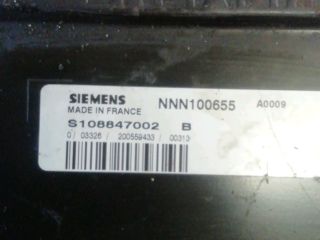 SIEMENS NNN100655 A0009
MADE IN FRANCE
S108847002 B
0/ 03326 / 200559433 / 00313